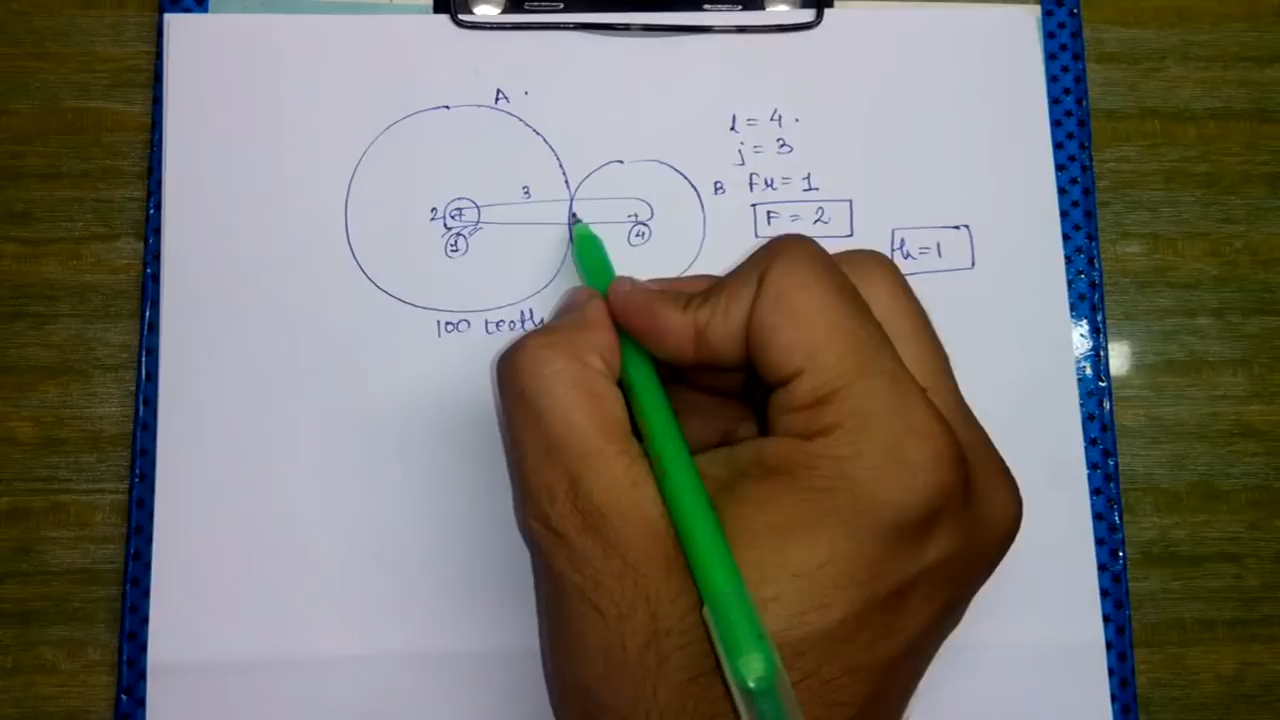 A
l = 4
j = 3
B
Fr = 1
F = 2
h = 1
3
2
1
4
100 teeth